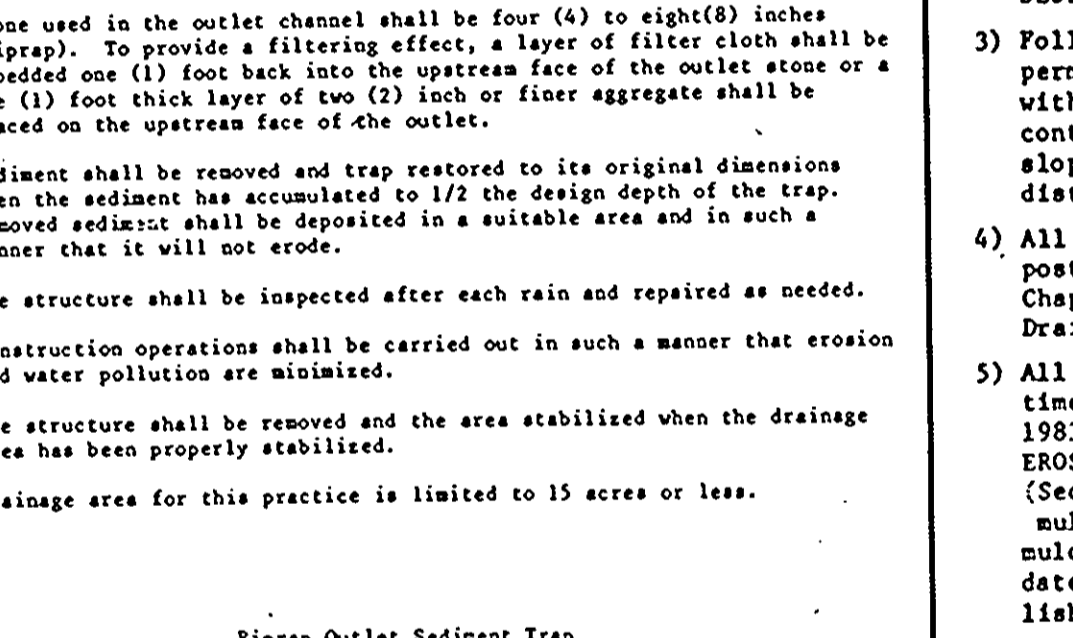 one used in the outlet channel shall be four (4) to eight(8) inches
iprap). To provide a filtering effect, a layer of filter cloth shall be
bedded one (1) foot back into the upstream face of the outlet stone or a
e (1) foot thick layer of two (2) inch or finer aggregate shall be
aced on the upstream face of the outlet.
diment shall be removed and trap restored to its original dimensions
en the sediment has accumulated to 1/2 the design depth of the trap.
moved sediment shall be deposited in a suitable area and in such a
nner that it will not erode.
e structure shall be inspected after each rain and repaired as needed.
nstruction operations shall be carried out in such a manner that erosion
d water pollution are minimized.
e structure shall be removed and the area stabilized when the drainage
ea has been properly stabilized.
ainage area for this practice is limited to 15 acres or less.
Riprap Outlet Sediment Trap
3) Foll
perm
with
cont
slop
dist
4) All
post
Chap
Drai
5) All
time
1983
EROS
(Sec
mul
mulc
date
lish